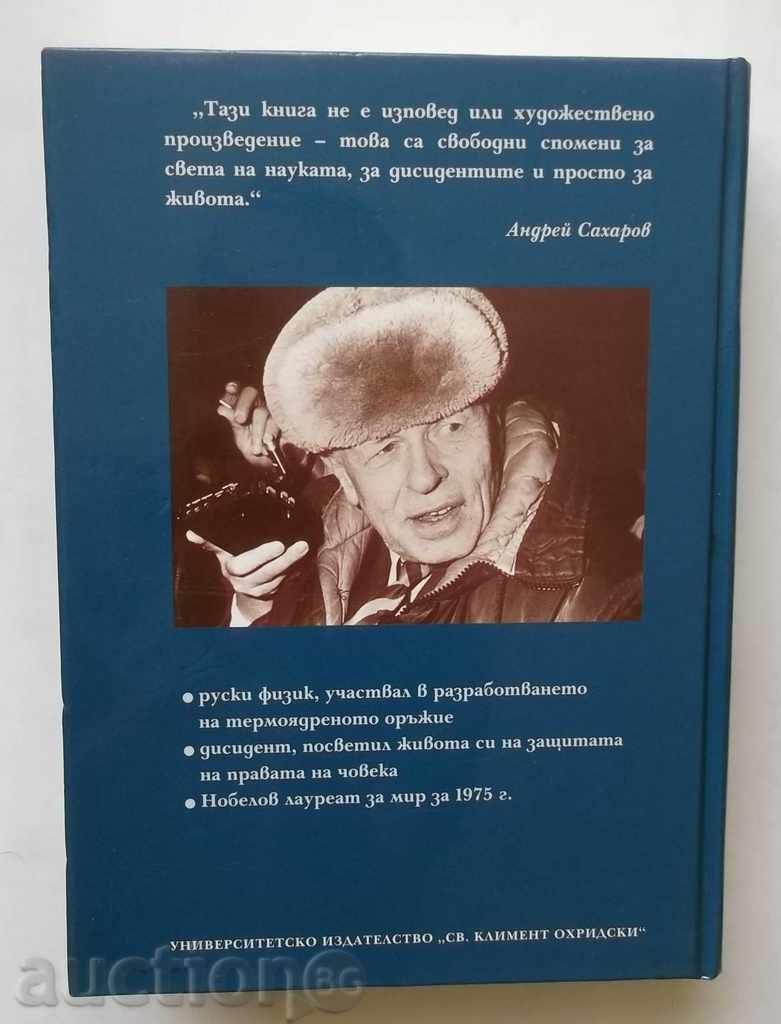 „Тази книга не е изповед или художествено
произведение – това са свободни спомени за
света на науката, за дисидентите и просто за
живота.“
Андрей Сахаров
● руски физик, участвал в разработването
на термоядреното оръжие
● дисидент, посветил живота си на защитата
на правата на човека
● Нобелов лауреат за мир за 1975 г.
УНИВЕРСИТЕТСКО ИЗДАТЕЛСТВО „СВ. КЛИМЕНТ ОХРИДСКИ“
auctionBG